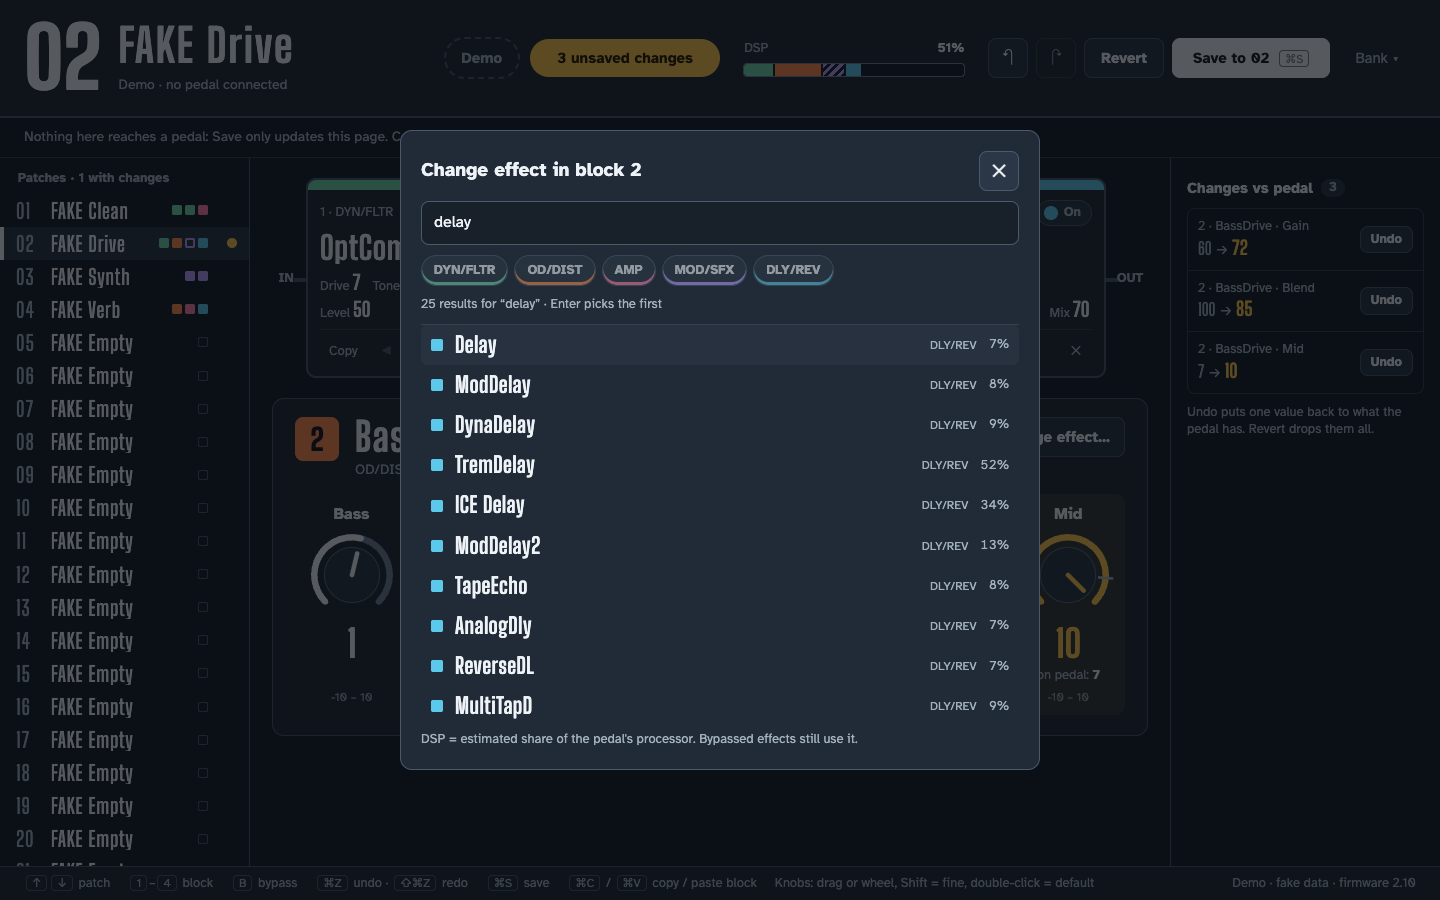 02 FAKE Drive
Demo · no pedal connected
Demo
3 unsaved changes
DSP 51%
Revert
Save to 02 ⌘S
Bank ▾
Nothing here reaches a pedal: Save only updates this page. C
Patches · 1 with changes
01 FAKE Clean
02 FAKE Drive
03 FAKE Synth
04 FAKE Verb
05 FAKE Empty
06 FAKE Empty
07 FAKE Empty
08 FAKE Empty
09 FAKE Empty
10 FAKE Empty
11 FAKE Empty
12 FAKE Empty
13 FAKE Empty
14 FAKE Empty
15 FAKE Empty
16 FAKE Empty
17 FAKE Empty
18 FAKE Empty
19 FAKE Empty
20 FAKE Empty
IN
1 · DYN/FLTR
OptCom
Drive 7 Tone
Level 50
Copy
2
Bas
OD/DIS
Bass
1
-10 – 10
Change effect in block 2
delay
DYN/FLTR OD/DIST AMP MOD/SFX DLY/REV
25 results for “delay” · Enter picks the first
Delay DLY/REV 7%
ModDelay DLY/REV 8%
DynaDelay DLY/REV 9%
TremDelay DLY/REV 52%
ICE Delay DLY/REV 34%
ModDelay2 DLY/REV 13%
TapeEcho DLY/REV 8%
AnalogDly DLY/REV 7%
ReverseDL DLY/REV 7%
MultiTapD DLY/REV 9%
DSP = estimated share of the pedal's processor. Bypassed effects still use it.
On
Mix 70
OUT
ge effect...
Mid
10
on pedal: 7
-10 – 10
Changes vs pedal 3
2 · BassDrive · Gain
60 → 72
Undo
2 · BassDrive · Blend
100 → 85
Undo
2 · BassDrive · Mid
7 → 10
Undo
Undo puts one value back to what the
pedal has. Revert drops them all.
↑ ↓ patch 1 – 4 block B bypass ⌘Z undo · ⇧⌘Z redo ⌘S save ⌘C / ⌘V copy / paste block Knobs: drag or wheel, Shift = fine, double-click = default
Demo · fake data · firmware 2.10